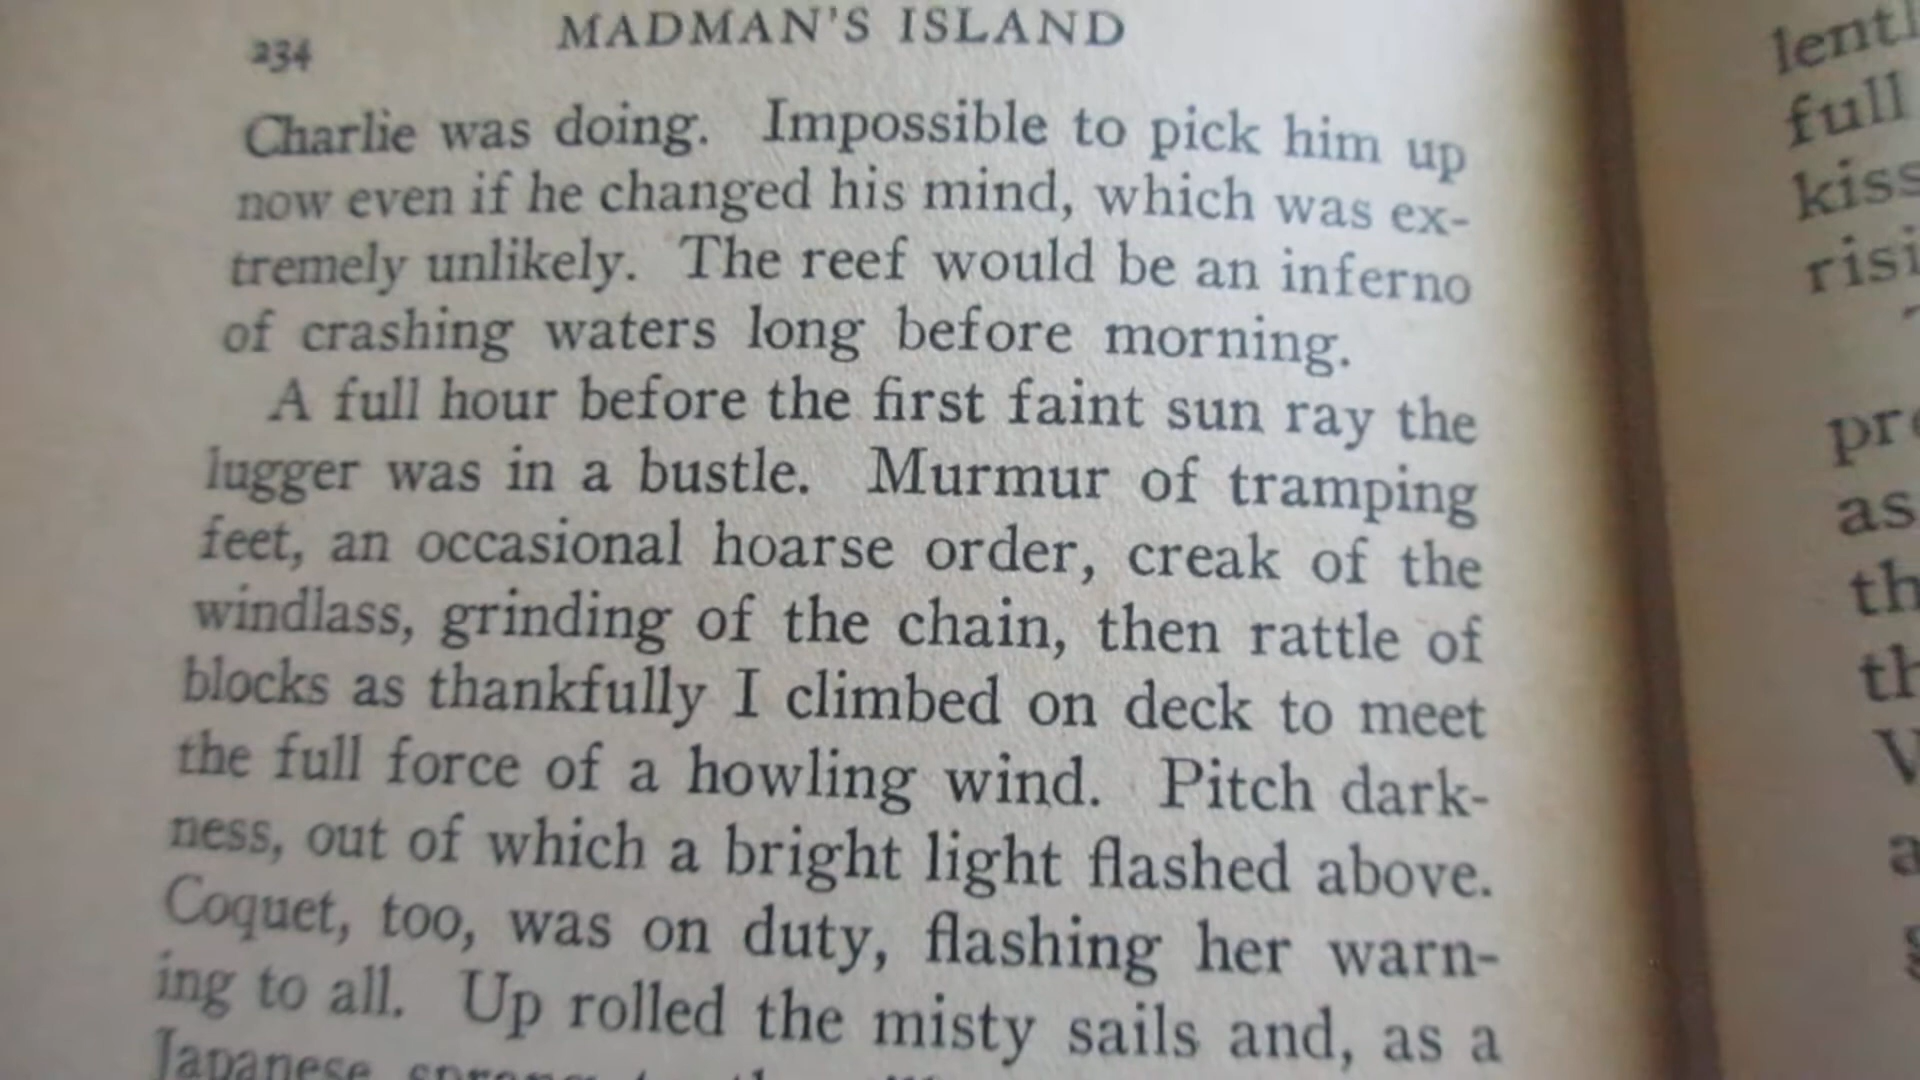 234 MADMAN'S ISLAND
Charlie was doing. Impossible to pick him up
now even if he changed his mind, which was ex-
tremely unlikely. The reef would be an inferno
of crashing waters long before morning.
A full hour before the first faint sun ray the
lugger was in a bustle. Murmur of tramping
feet, an occasional hoarse order, creak of the
windlass, grinding of the chain, then rattle of
blocks as thankfully I climbed on deck to meet
the full force of a howling wind. Pitch dark-
ness, out of which a bright light flashed above.
Coquet, too, was on duty, flashing her warn-
ing to all. Up rolled the misty sails and, as a
Japanese sprang to the
full
kiss
as